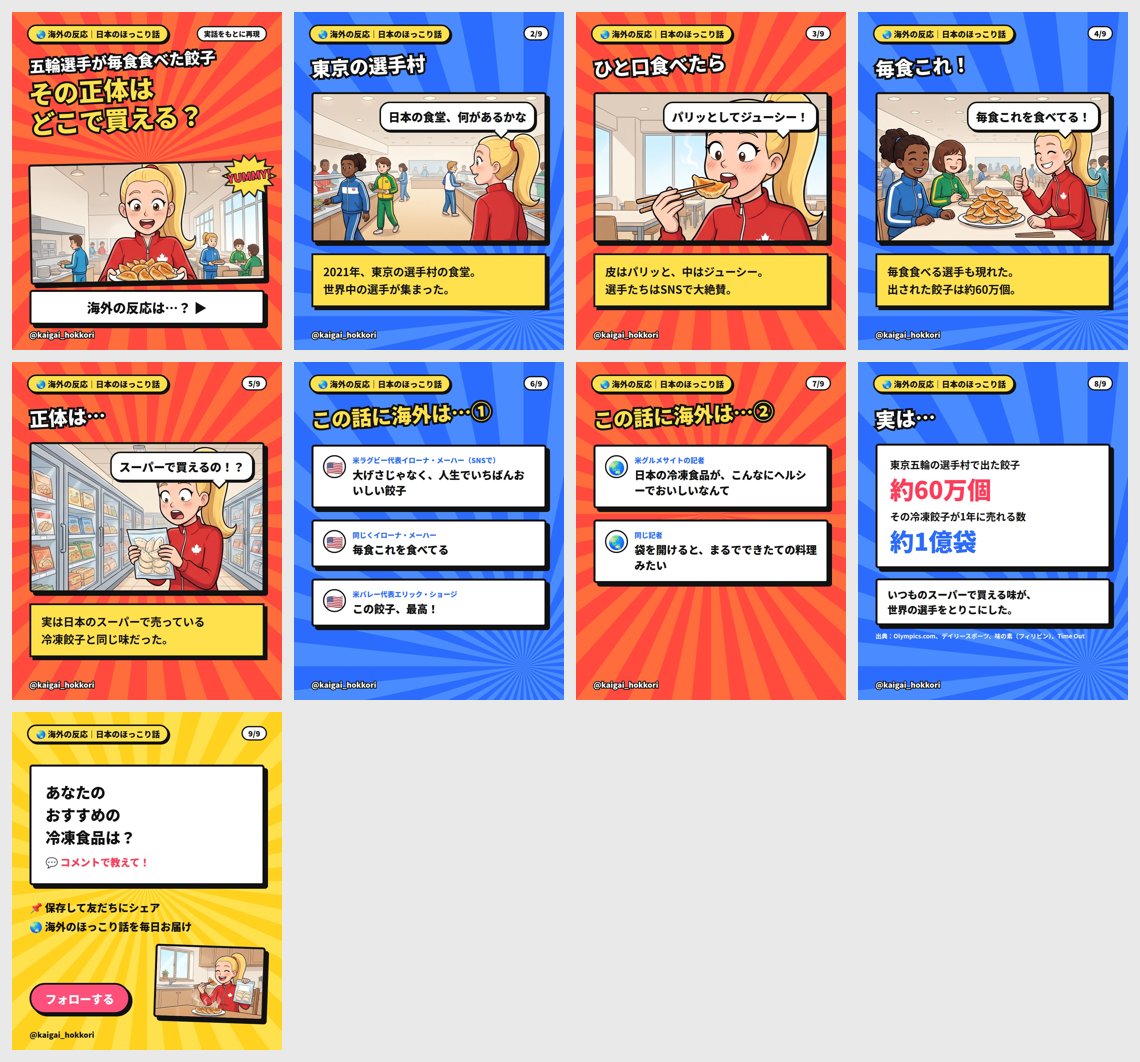 🌏 海外の反応｜日本のほっこり話
実話をもとに再現
五輪選手が毎食食べた餃子
その正体は
どこで買える？
YUMMY!
海外の反応は…？ ▶
@kaigai_hokkori
🌏 海外の反応｜日本のほっこり話
2/9
東京の選手村
日本の食堂、何があるかな
2021年、東京の選手村の食堂。
世界中の選手が集まった。
@kaigai_hokkori
🌏 海外の反応｜日本のほっこり話
3/9
ひと口食べたら
パリッとしてジューシー！
皮はパリッと、中はジューシー。
選手たちはSNSで大絶賛。
@kaigai_hokkori
🌏 海外の反応｜日本のほっこり話
4/9
毎食これ！
毎食これを食べてる！
毎食食べる選手も現れた。
出された餃子は約60万個。
@kaigai_hokkori
🌏 海外の反応｜日本のほっこり話
5/9
正体は…
スーパーで買えるの！？
実は日本のスーパーで売っている
冷凍餃子と同じ味だった。
@kaigai_hokkori
🌏 海外の反応｜日本のほっこり話
6/9
この話に海外は…①
米ラグビー代表イローナ・メーハー（SNSで）
大げさじゃなく、人生でいちばんお
いしい餃子
同じくイローナ・メーハー
毎食これを食べてる
米バレー代表エリック・ショージ
この餃子、最高！
@kaigai_hokkori
🌏 海外の反応｜日本のほっこり話
7/9
この話に海外は…②
米グルメサイトの記者
日本の冷凍食品が、こんなにヘルシ
ーでおいしいなんて
同じ記者
袋を開けると、まるでできたての料理
みたい
@kaigai_hokkori
🌏 海外の反応｜日本のほっこり話
8/9
実は…
東京五輪の選手村で出た餃子
約60万個
その冷凍餃子が1年に売れる数
約1億袋
いつものスーパーで買える味が、
世界の選手をとりこにした。
出典：Olympics.com、デイリースポーツ、味の素（フィリピン）、Time Out
@kaigai_hokkori
🌏 海外の反応｜日本のほっこり話
9/9
あなたの
おすすめの
冷凍食品は？
💬 コメントで教えて！
📌 保存して友だちにシェア
🌏 海外のほっこり話を毎日お届け
フォローする
@kaigai_hokkori